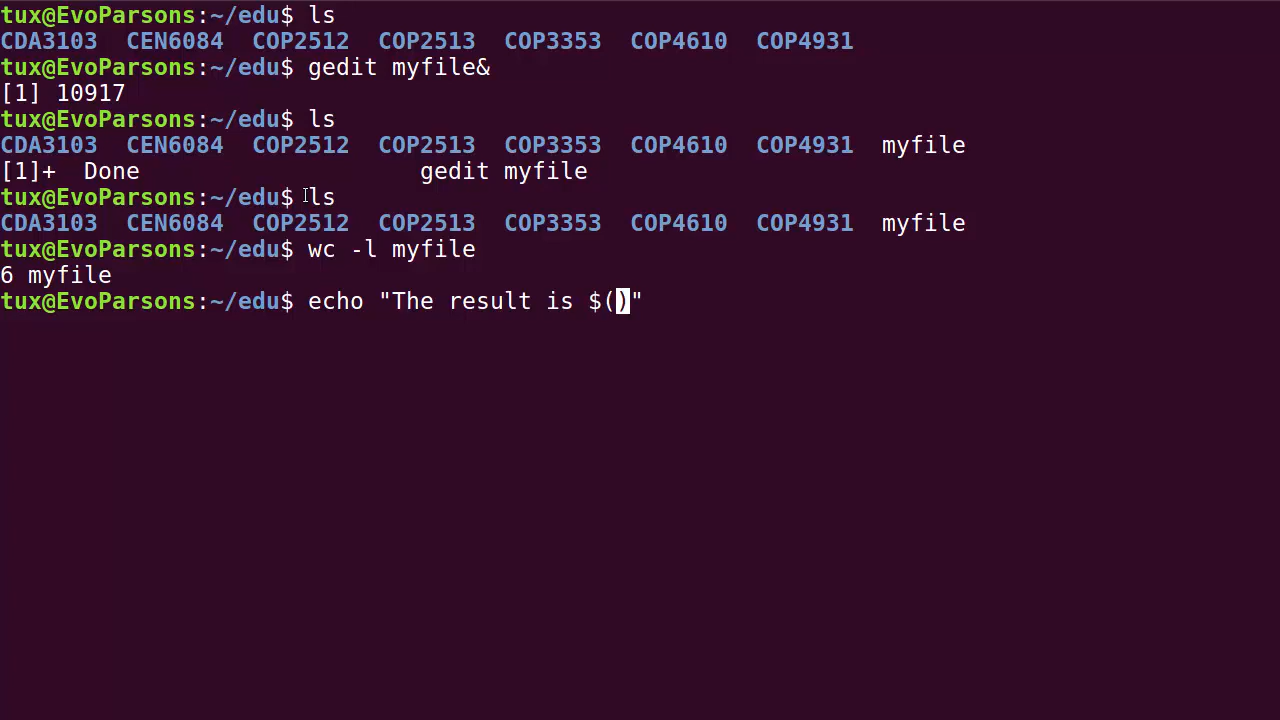 tux@EvoParsons:~/edu$ ls
CDA3103  CEN6084  COP2512  COP2513  COP3353  COP4610  COP4931
tux@EvoParsons:~/edu$ gedit myfile&
[1] 10917
tux@EvoParsons:~/edu$ ls
CDA3103  CEN6084  COP2512  COP2513  COP3353  COP4610  COP4931  myfile
[1]+  Done                    gedit myfile
tux@EvoParsons:~/edu$ ls
CDA3103  CEN6084  COP2512  COP2513  COP3353  COP4610  COP4931  myfile
tux@EvoParsons:~/edu$ wc -l myfile
6 myfile
tux@EvoParsons:~/edu$ echo "The result is $()"